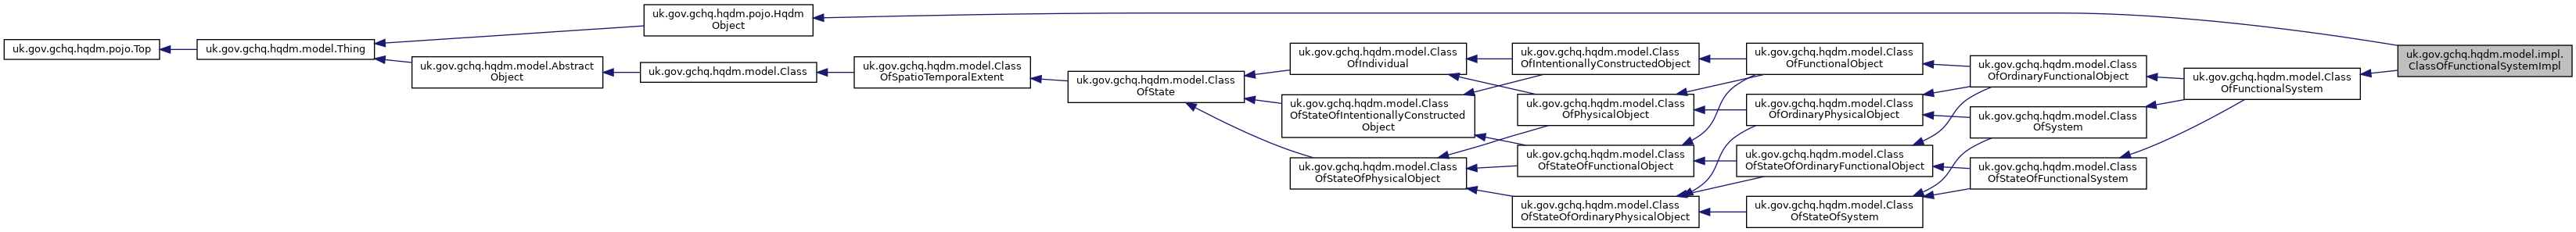 uk.gov.gchq.hqdm.pojo.Top
uk.gov.gchq.hqdm.model.Thing
uk.gov.gchq.hqdm.pojo.Hqdm
Object
uk.gov.gchq.hqdm.model.Abstract
Object
uk.gov.gchq.hqdm.model.Class
uk.gov.gchq.hqdm.model.Class
OfSpatioTemporalExtent
uk.gov.gchq.hqdm.model.Class
OfState
uk.gov.gchq.hqdm.model.Class
OfIndividual
uk.gov.gchq.hqdm.model.Class
OfStateOfIntentionallyConstructed
Object
uk.gov.gchq.hqdm.model.Class
OfStateOfPhysicalObject
uk.gov.gchq.hqdm.model.Class
OfIntentionallyConstructedObject
uk.gov.gchq.hqdm.model.Class
OfPhysicalObject
uk.gov.gchq.hqdm.model.Class
OfStateOfFunctionalObject
uk.gov.gchq.hqdm.model.Class
OfStateOfOrdinaryPhysicalObject
uk.gov.gchq.hqdm.model.Class
OfFunctionalObject
uk.gov.gchq.hqdm.model.Class
OfOrdinaryPhysicalObject
uk.gov.gchq.hqdm.model.Class
OfStateOfOrdinaryFunctionalObject
uk.gov.gchq.hqdm.model.Class
OfStateOfSystem
uk.gov.gchq.hqdm.model.Class
OfOrdinaryFunctionalObject
uk.gov.gchq.hqdm.model.Class
OfSystem
uk.gov.gchq.hqdm.model.Class
OfStateOfFunctionalSystem
uk.gov.gchq.hqdm.model.Class
OfFunctionalSystem
uk.gov.gchq.hqdm.model.impl.
ClassOfFunctionalSystemImpl